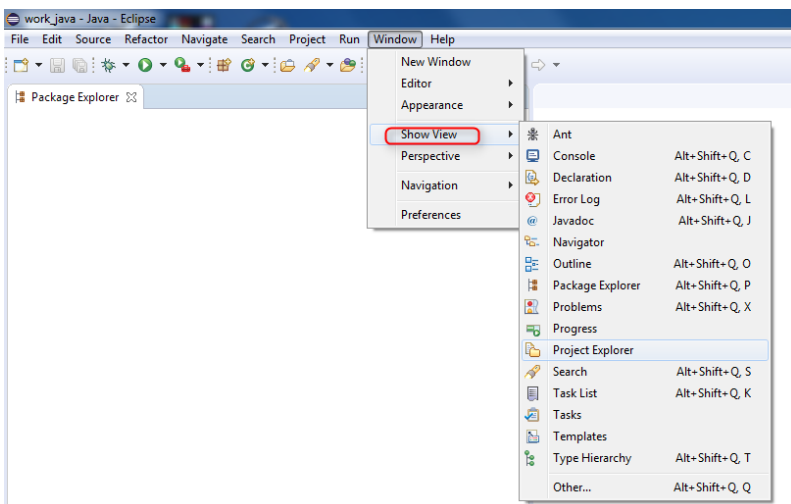 work_java - Java - Eclipse
File Edit Source Refactor Navigate Search Project Run Window Help
New Window
Editor
Package Explorer
Appearance
Show View
Perspective
Navigation
Preferences
Ant
Console Alt+Shift+Q, C
Declaration Alt+Shift+Q, D
Error Log Alt+Shift+Q, L
Javadoc Alt+Shift+Q, J
Navigator
Outline Alt+Shift+Q, O
Package Explorer Alt+Shift+Q, P
Problems Alt+Shift+Q, X
Progress
Project Explorer
Search Alt+Shift+Q, S
Task List Alt+Shift+Q, K
Tasks
Templates
Type Hierarchy Alt+Shift+Q, T
Other... Alt+Shift+Q, Q